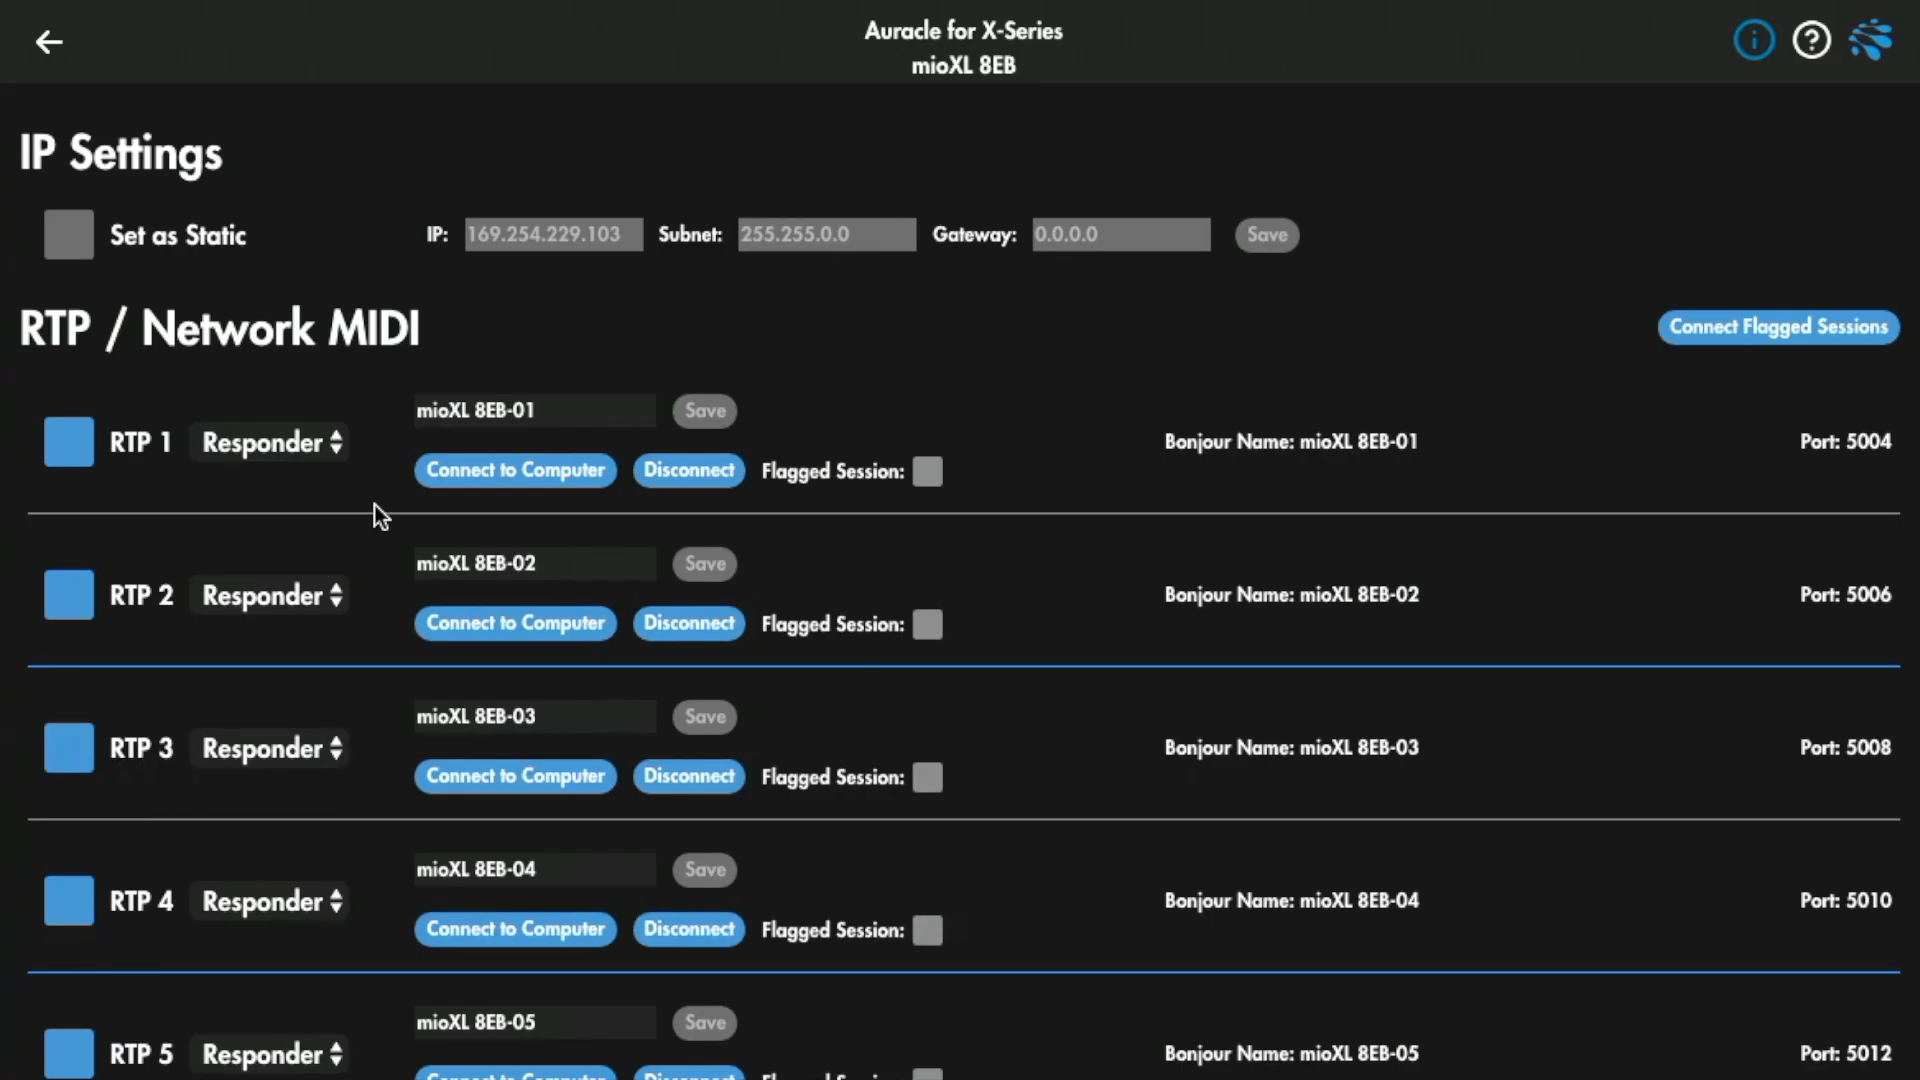 Auracle for X-Series
mioXL 8EB
IP Settings
Set as Static IP: 169.254.229.103 Subnet: 255.255.0.0 Gateway: 0.0.0.0 Save
RTP / Network MIDI Connect Flagged Sessions
mioXL 8EB-01 Save
RTP 1 Responder Bonjour Name: mioXL 8EB-01 Port: 5004
Connect to Computer Disconnect Flagged Session:
mioXL 8EB-02 Save
RTP 2 Responder Bonjour Name: mioXL 8EB-02 Port: 5006
Connect to Computer Disconnect Flagged Session:
mioXL 8EB-03 Save
RTP 3 Responder Bonjour Name: mioXL 8EB-03 Port: 5008
Connect to Computer Disconnect Flagged Session:
mioXL 8EB-04 Save
RTP 4 Responder Bonjour Name: mioXL 8EB-04 Port: 5010
Connect to Computer Disconnect Flagged Session:
mioXL 8EB-05 Save
RTP 5 Responder Bonjour Name: mioXL 8EB-05 Port: 5012
Connect to Computer Disconnect Flagged Session: